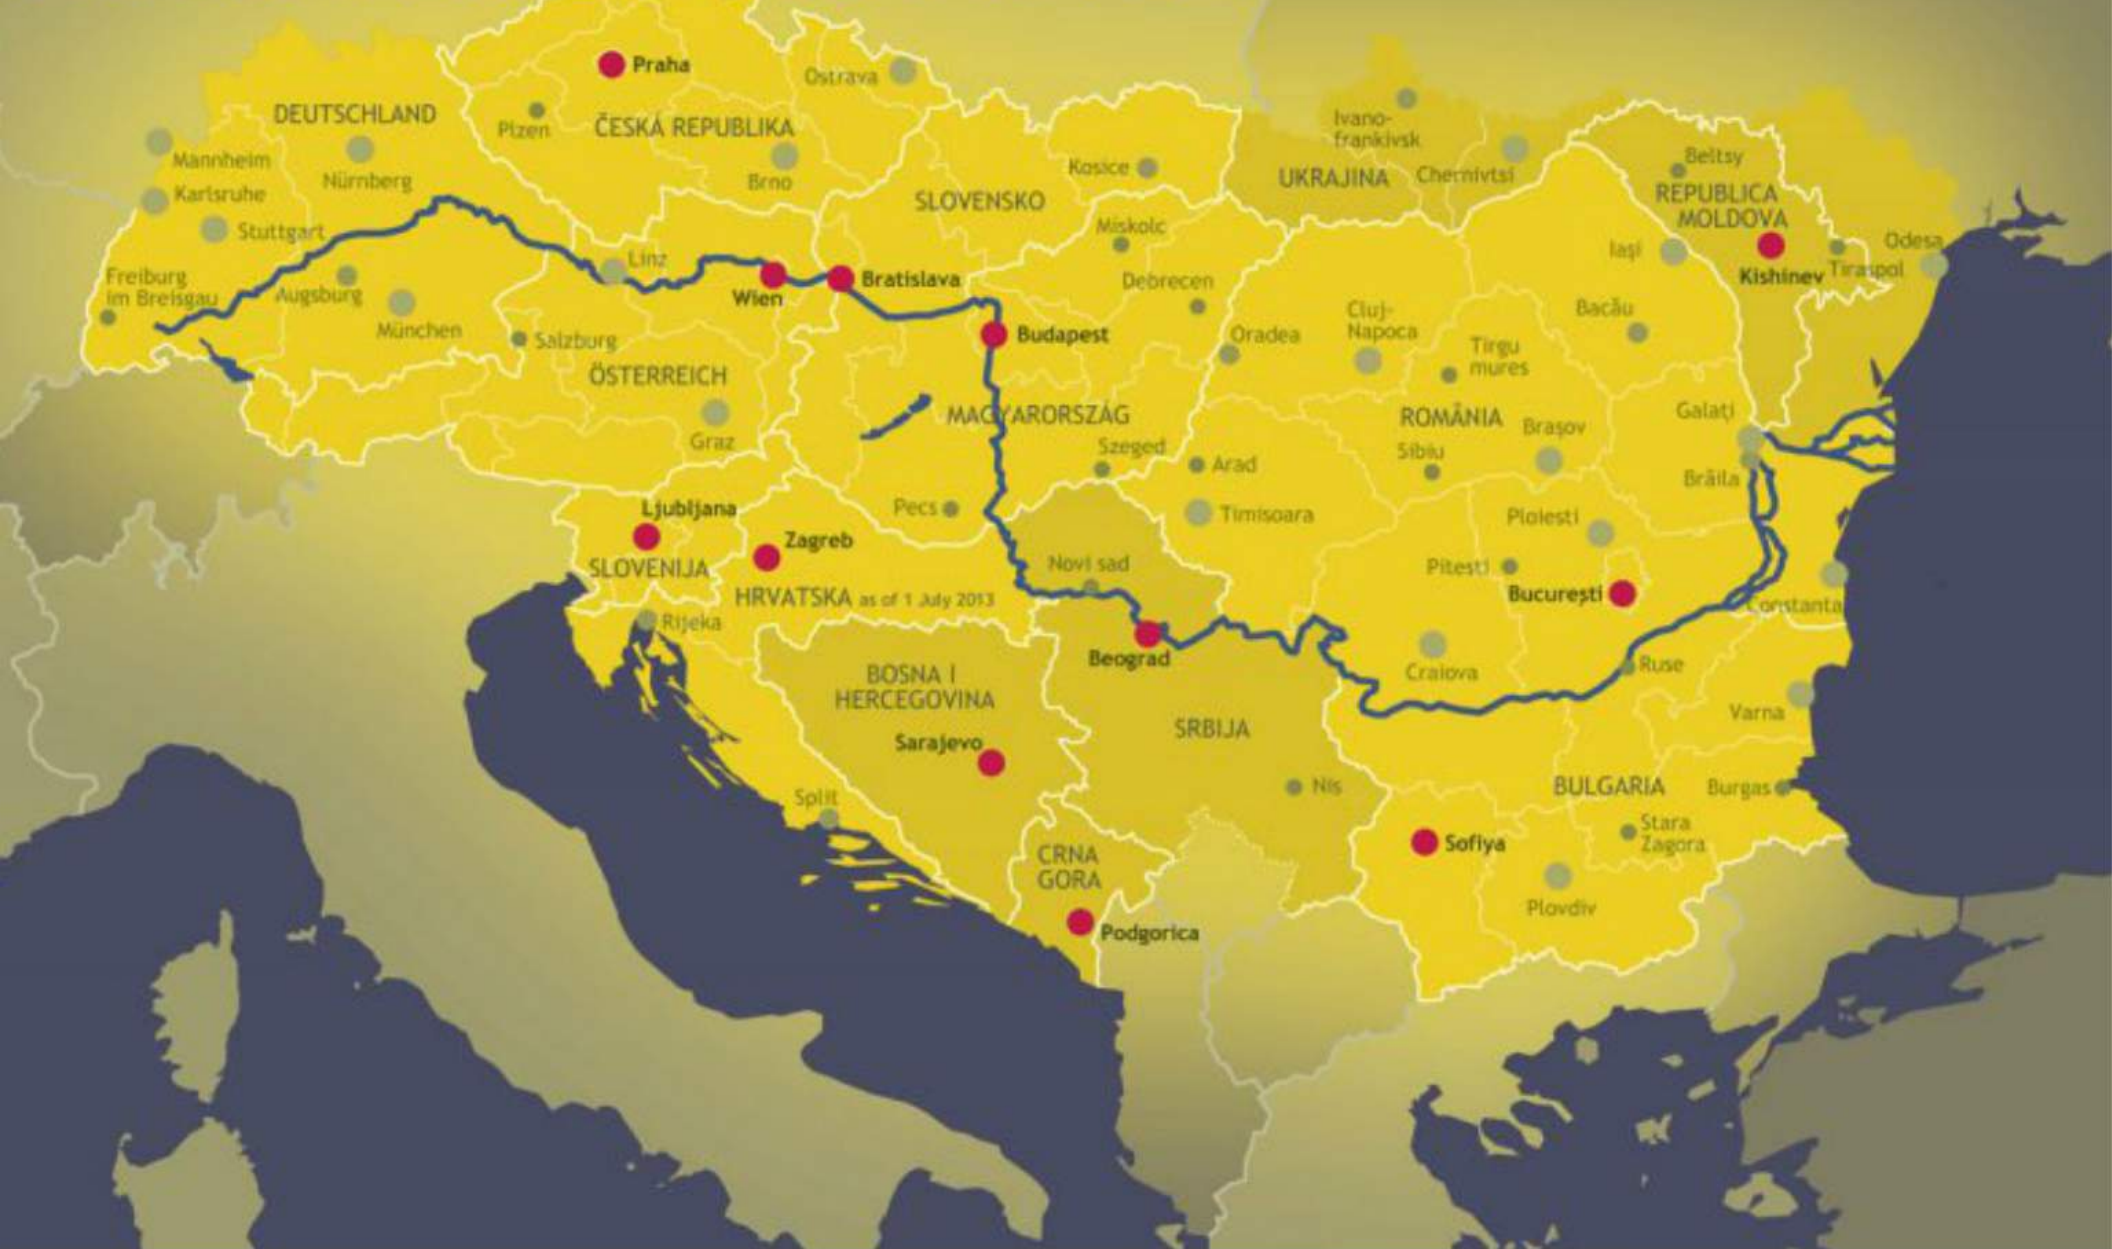 Praha
Ostrava
DEUTSCHLAND
Plzen
ČESKÁ REPUBLIKA
Mannheim
Nürnberg
Brno
Kosice
Ivano-
frankivsk
UKRAJINA
Chernivtsi
Beltsy
REPUBLICA
MOLDOVA
Karlsruhe
Stuttgart
SLOVENSKO
Miskolc
Iaşi
Kishinev
Tiraspol
Odesa
Freiburg
im Breisgau
Augsburg
München
Linz
Wien
Bratislava
Debrecen
Salzburg
Budapest
Oradea
Cluj-
Napoca
Tirgu
mures
Bacău
ÖSTERREICH
Graz
MAGYARORSZÁG
Szeged
Arad
ROMÂNIA
Sibiu
Braşov
Galaţi
Brăila
Ljubljana
SLOVENIJA
Zagreb
Pecs
Timisoara
Ploiesti
Pitesti
Bucureşti
Novi sad
HRVATSKA as of 1 July 2013
Rijeka
Beograd
Craiova
Constanta
Ruse
BOSNA I
HERCEGOVINA
Sarajevo
SRBIJA
Varna
Split
Nis
BULGARIA
Burgas
CRNA
GORA
Sofiya
Stara
Zagora
Plovdiv
Podgorica